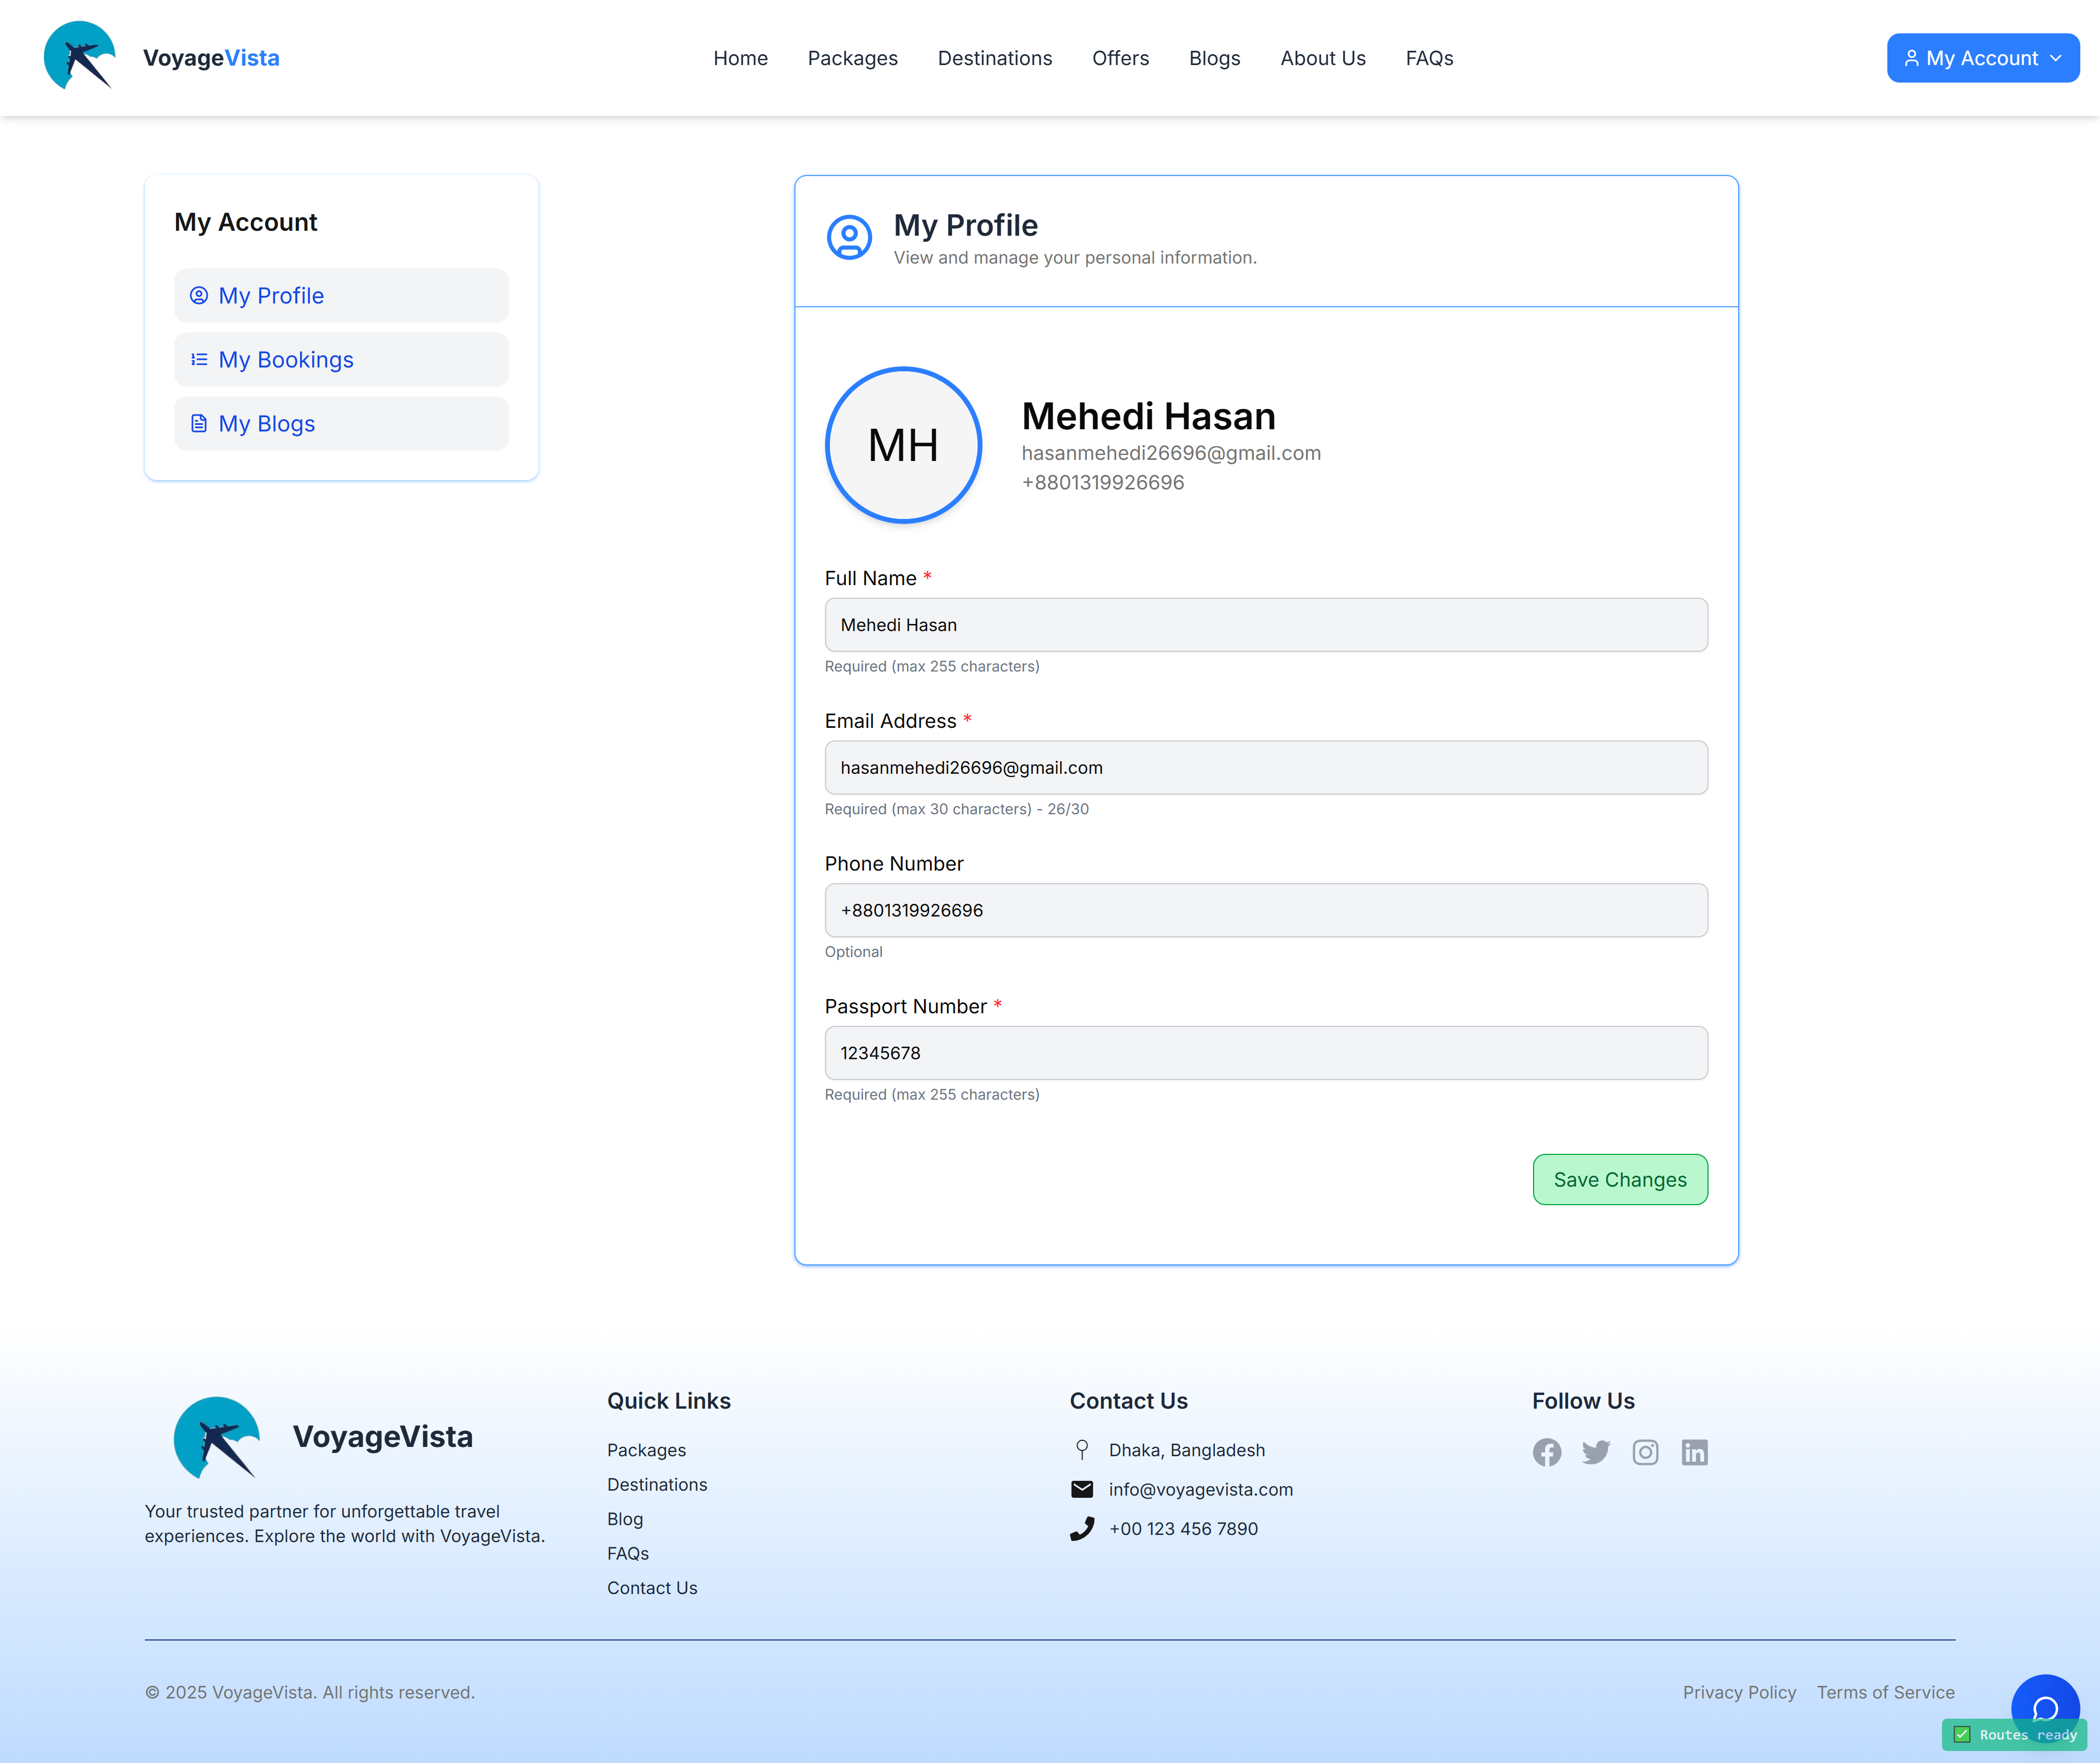 VoyageVista
Home
Packages
Destinations
Offers
Blogs
About Us
FAQs
My Account
My Account
My Profile
My Bookings
My Blogs
My Profile
View and manage your personal information.
MH
Mehedi Hasan
hasanmehedi26696@gmail.com
+8801319926696
Full Name *
Mehedi Hasan
Required (max 255 characters)
Email Address *
hasanmehedi26696@gmail.com
Required (max 30 characters) - 26/30
Phone Number
+8801319926696
Optional
Passport Number *
12345678
Required (max 255 characters)
Save Changes
VoyageVista
Your trusted partner for unforgettable travel
experiences. Explore the world with VoyageVista.
Quick Links
Packages
Destinations
Blog
FAQs
Contact Us
Contact Us
Dhaka, Bangladesh
info@voyagevista.com
+00 123 456 7890
Follow Us
© 2025 VoyageVista. All rights reserved.
Privacy Policy
Terms of Service
Routes ready